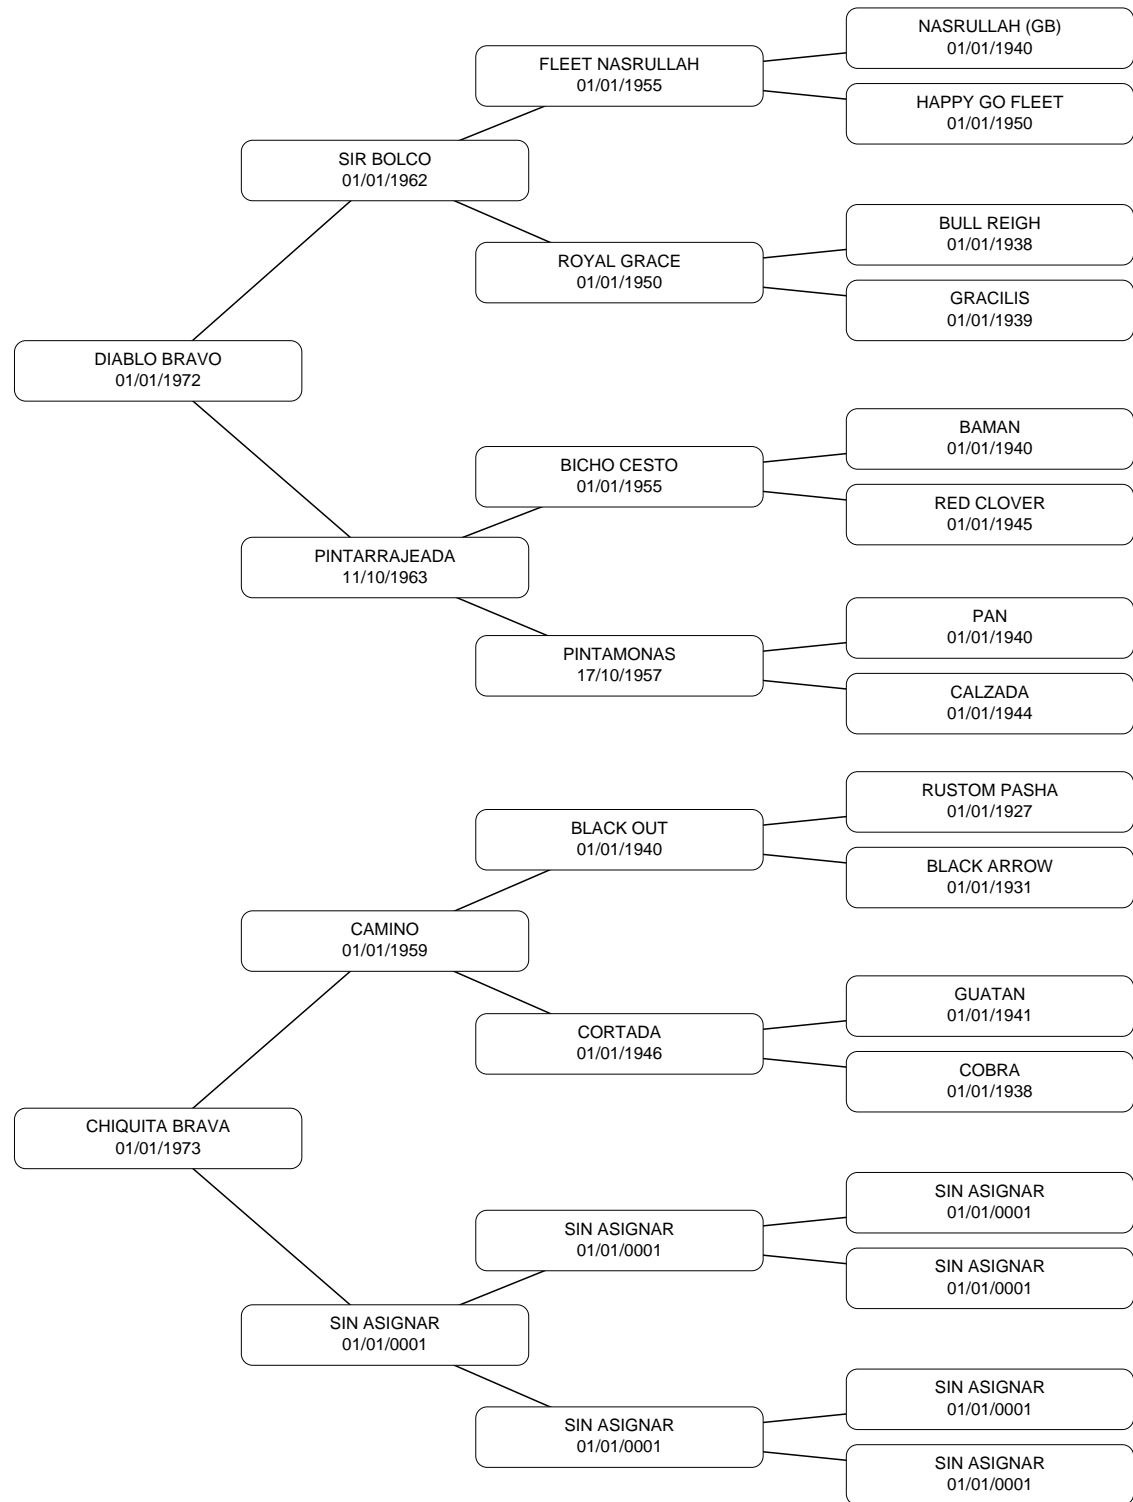 NASRULLAH (GB)
01/01/1940
FLEET NASRULLAH
01/01/1955
HAPPY GO FLEET
01/01/1950
SIR BOLCO
01/01/1962
BULL REIGH
01/01/1938
ROYAL GRACE
01/01/1950
GRACILIS
01/01/1939
DIABLO BRAVO
01/01/1972
BAMAN
01/01/1940
BICHO CESTO
01/01/1955
RED CLOVER
01/01/1945
PINTARRAJEADA
11/10/1963
PAN
01/01/1940
PINTAMONAS
17/10/1957
CALZADA
01/01/1944
RUSTOM PASHA
01/01/1927
BLACK OUT
01/01/1940
BLACK ARROW
01/01/1931
CAMINO
01/01/1959
GUATAN
01/01/1941
CORTADA
01/01/1946
COBRA
01/01/1938
CHIQUITA BRAVA
01/01/1973
SIN ASIGNAR
01/01/0001
SIN ASIGNAR
01/01/0001
SIN ASIGNAR
01/01/0001
SIN ASIGNAR
01/01/0001
SIN ASIGNAR
01/01/0001
SIN ASIGNAR
01/01/0001
SIN ASIGNAR
01/01/0001